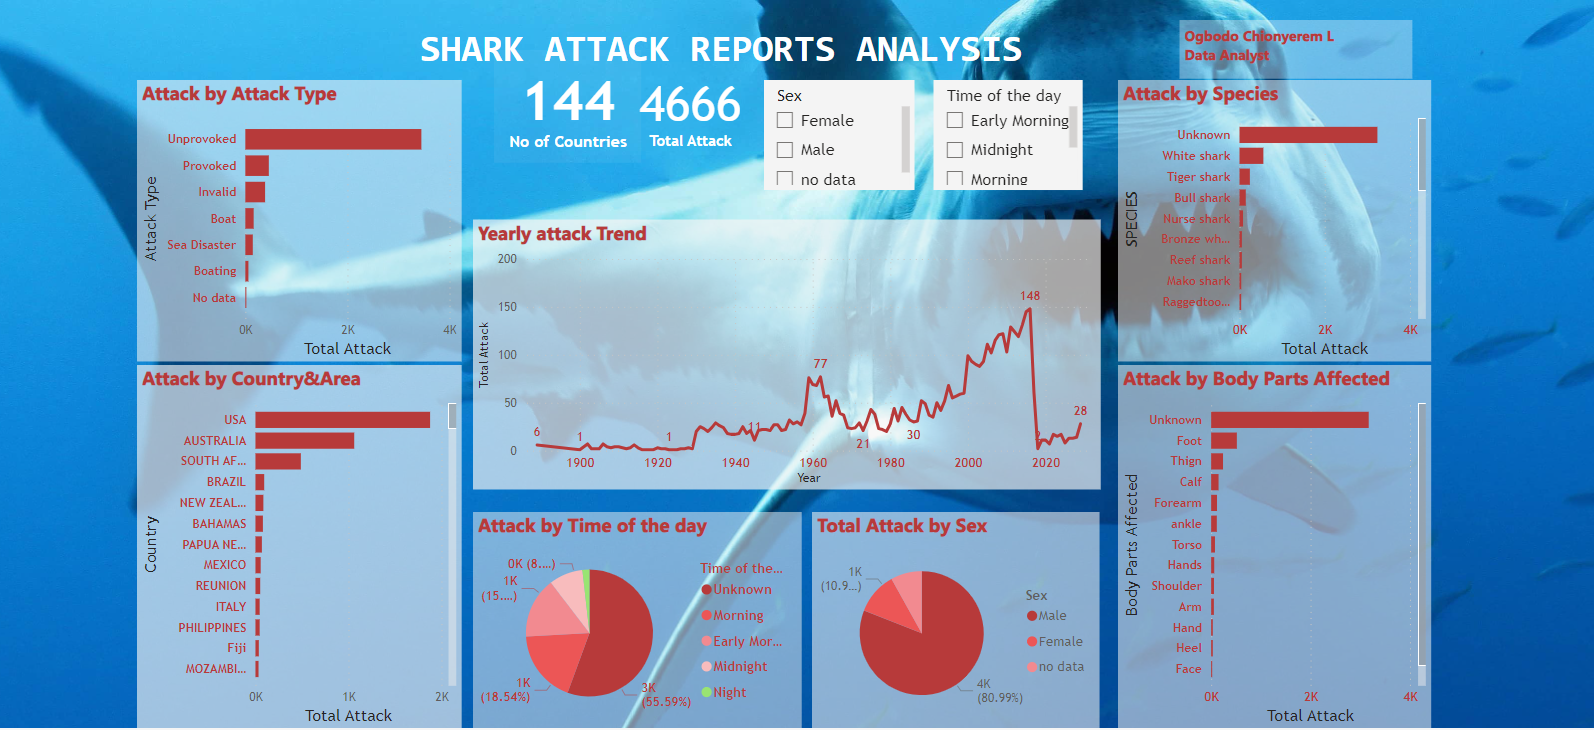 SHARK ATTACK REPORTS ANALYSIS
Ogbodo Chionyerem L
Data Analyst
144
No of Countries
4666
Total Attack
Sex
Female
Male
no data
Time of the day
Early Morning
Midnight
Morning
Attack by Attack Type
Attack Type
Unprovoked
Provoked
Invalid
Boat
Sea Disaster
Boating
No data
0K 2K 4K
Total Attack
Attack by Country&Area
Country
USA
AUSTRALIA
SOUTH AF...
BRAZIL
NEW ZEAL...
BAHAMAS
PAPUA NE...
MEXICO
REUNION
ITALY
PHILIPPINES
Fiji
MOZAMBI...
0K 1K 2K
Total Attack
Yearly attack Trend
Total Attack
200
150
100
50
0
6
1
1
11
77
21
30
148
2
28
1900 1920 1940 1960 1980 2000 2020
Year
Attack by Time of the day
0K (8....)
1K
(15....)
1K
(18.54%)
3K
(55.59%)
Time of the...
Unknown
Morning
Early Mor...
Midnight
Night
Total Attack by Sex
1K
(10.9...)
4K
(80.99%)
Sex
Male
Female
no data
Attack by Species
SPECIES
Unknown
White shark
Tiger shark
Bull shark
Nurse shark
Bronze wh...
Reef shark
Mako shark
Raggedtoo...
0K 2K 4K
Total Attack
Attack by Body Parts Affected
Body Parts Affected
Unknown
Foot
Thign
Calf
Forearm
ankle
Torso
Hands
Shoulder
Arm
Hand
Heel
Face
0K 2K 4K
Total Attack